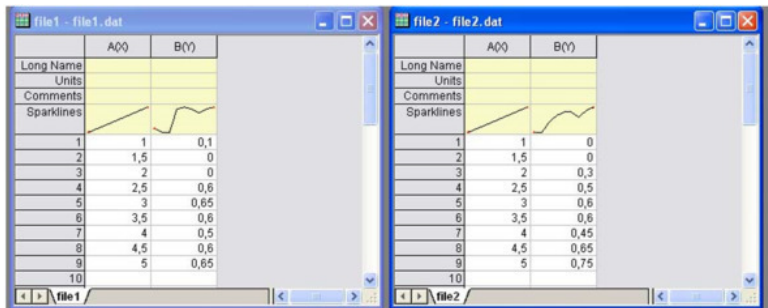 file1 - file1.dat
A(X) B(Y)
Long Name
Units
Comments
Sparklines
1 1 0,1
2 1,5 0
3 2 0
4 2,5 0,6
5 3 0,65
6 3,5 0,6
7 4 0,5
8 4,5 0,6
9 5 0,65
10
file1
file2 - file2.dat
A(X) B(Y)
Long Name
Units
Comments
Sparklines
1 1 0
2 1,5 0
3 2 0,3
4 2,5 0,5
5 3 0,6
6 3,5 0,6
7 4 0,45
8 4,5 0,65
9 5 0,75
10
file2